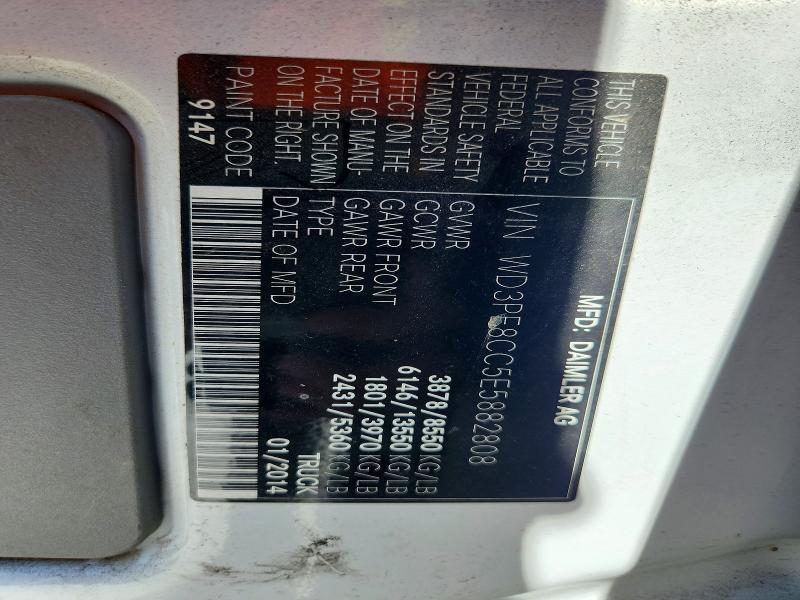 THIS VEHICLE
CONFORMS TO
ALL APPLICABLE
FEDERAL
VEHICLE SAFETY
STANDARDS IN
EFFECT ON THE
DATE OF MANU-
FACTURE SHOWN
ON THE RIGHT.
PAINT CODE
9147
MFD: DAIMLER AG
VIN WD3PE8CC5E5882808
GVWR 3878/8550 KG/LB
GCWR 6146/13550 KG/LB
GAWR FRONT 1801/3970 KG/LB
GAWR REAR 2431/5360 KG/LB
TYPE TRUCK
DATE OF MFD 01/2014